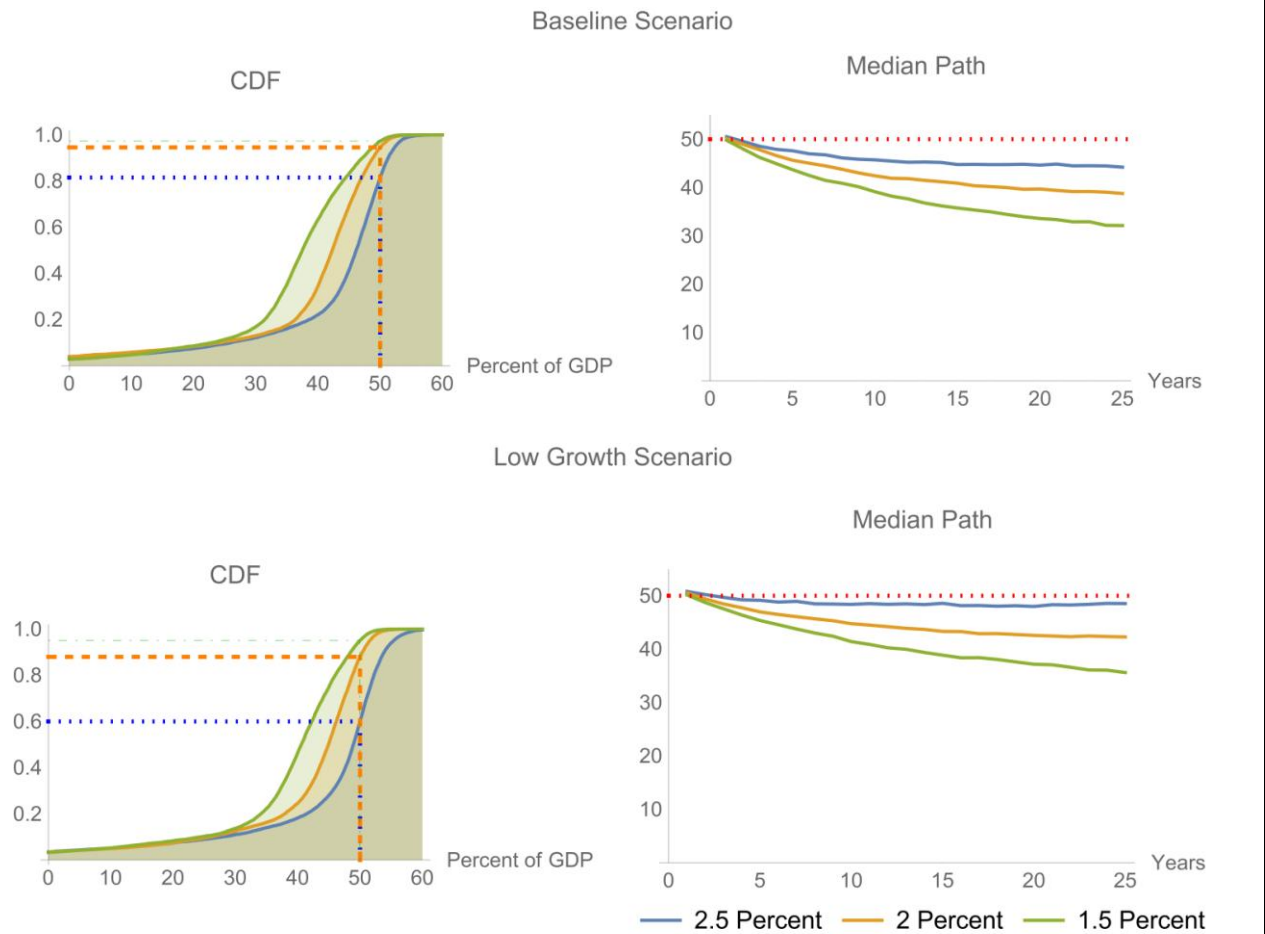 Baseline Scenario
CDF
Median Path
1.0
0.8
0.6
0.4
0.2
0 10 20 30 40 50 60
Percent of GDP
50
40
30
20
10
0 5 10 15 20 25
Years
Low Growth Scenario
CDF
Median Path
1.0
0.8
0.6
0.4
0.2
0 10 20 30 40 50 60
Percent of GDP
50
40
30
20
10
0 5 10 15 20 25
Years
2.5 Percent 2 Percent 1.5 Percent